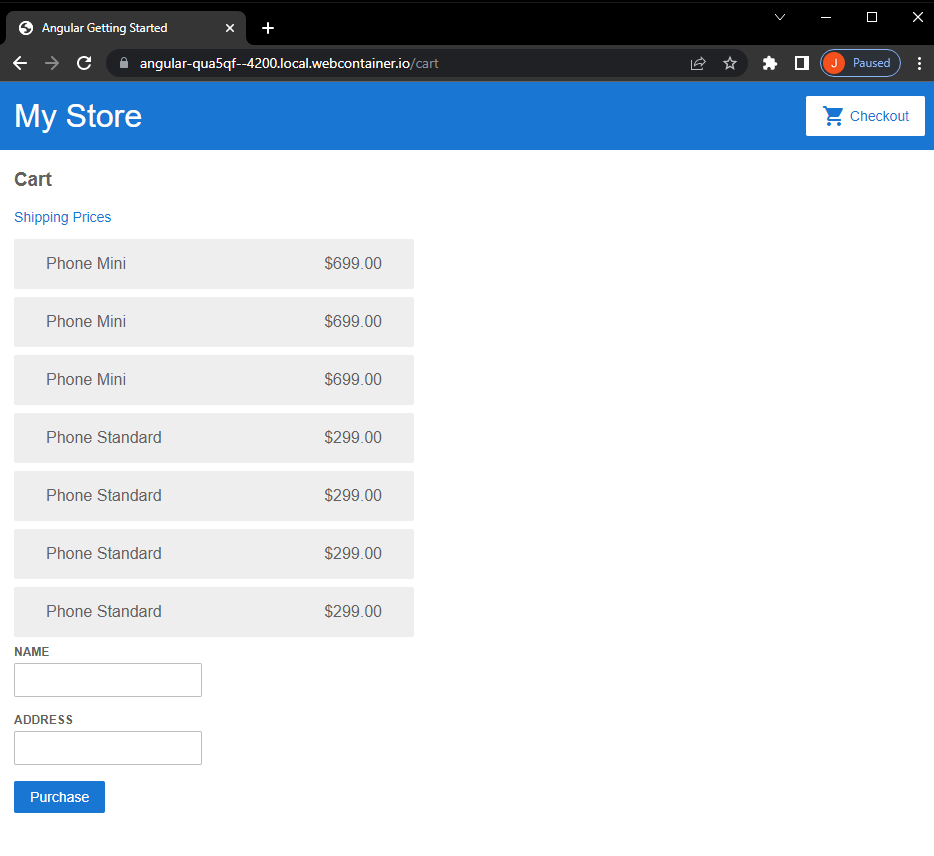 Angular Getting Started
angular-qua5qf--4200.local.webcontainer.io/cart
J Paused
My Store
Checkout
Cart
Shipping Prices
Phone Mini $699.00
Phone Mini $699.00
Phone Mini $699.00
Phone Standard $299.00
Phone Standard $299.00
Phone Standard $299.00
Phone Standard $299.00
NAME
ADDRESS
Purchase